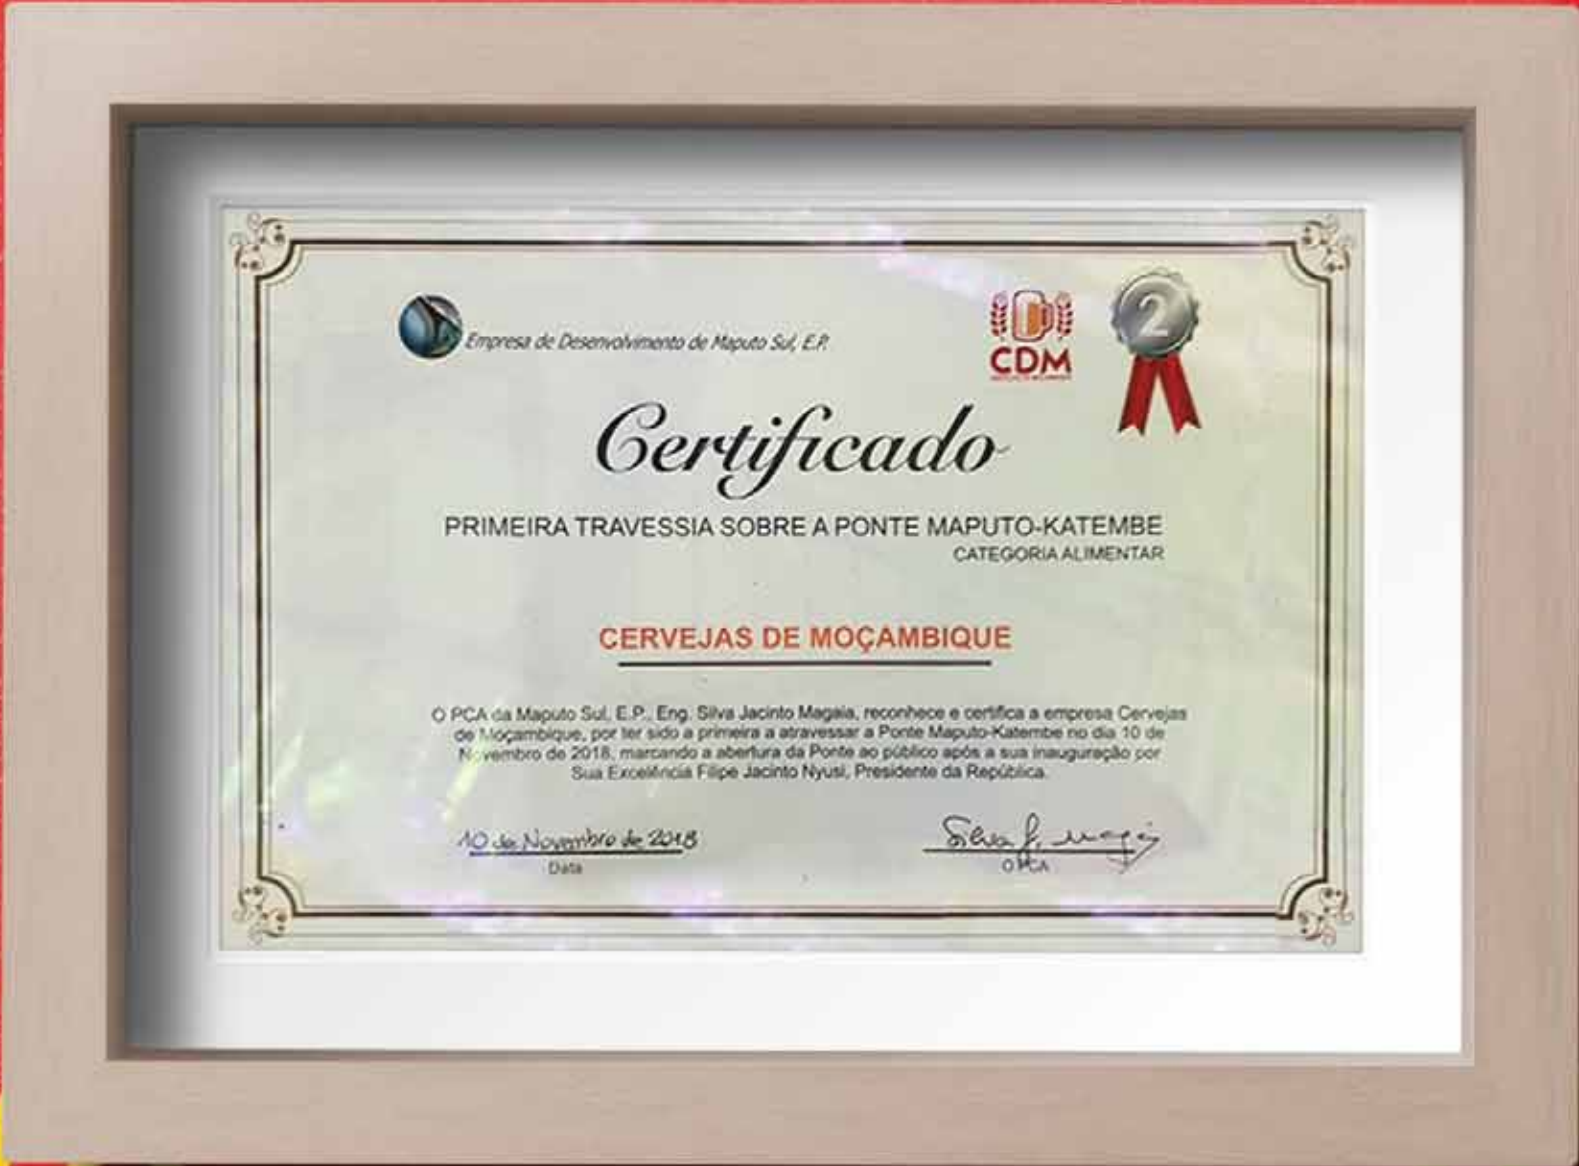 Empresa de Desenvolvimento de Maputo Sul, E.P.
CDM
2
Certificado
PRIMEIRA TRAVESSIA SOBRE A PONTE MAPUTO-KATEMBE
CATEGORIA ALIMENTAR
CERVEJAS DE MOÇAMBIQUE
O PCA da Maputo Sul, E.P., Eng. Silva Jacinto Magaia, reconhece e certifica a empresa Cervejas
de Moçambique, por ter sido a primeira a atravessar a Ponte Maputo-Katembe no dia 10 de
Novembro de 2018, marcando a abertura da Ponte ao público após a sua inauguração por
Sua Excelência Filipe Jacinto Nyusi, Presidente da República.
10 de Novembro de 2018
Data
Silva J.
O PCA